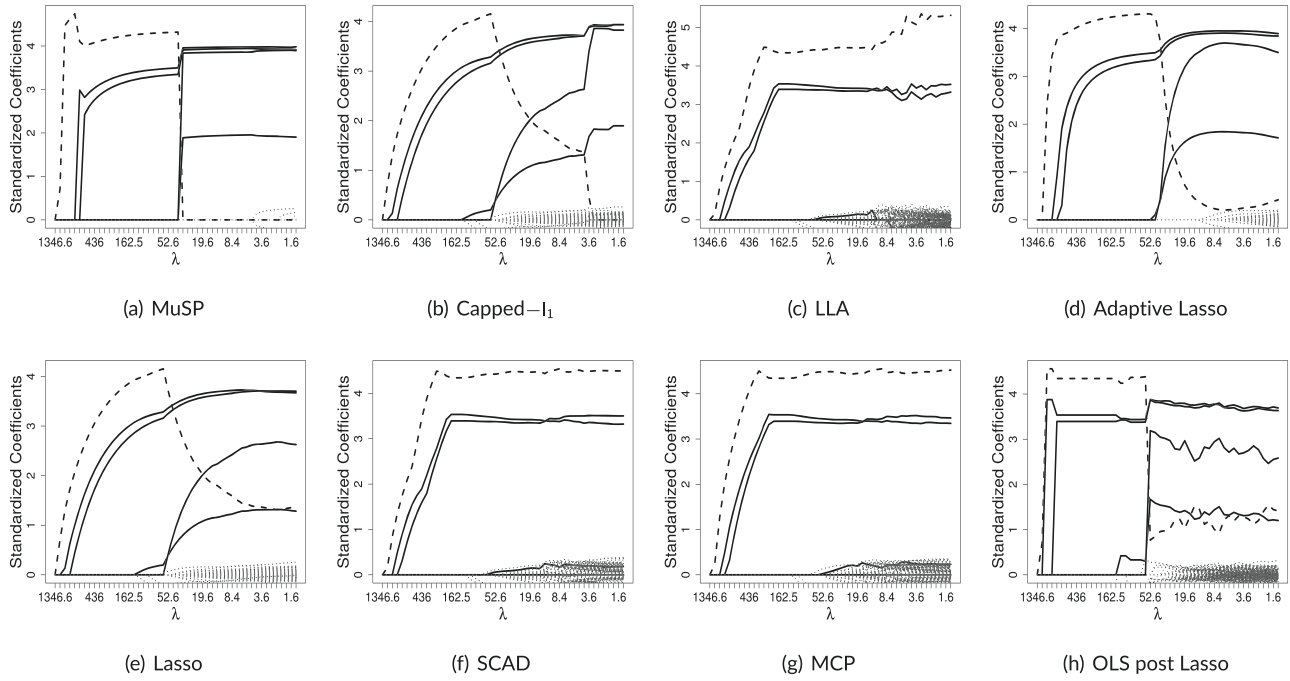 Standardized Coefficients
0 1 2 3 4
1346.6 436 162.5 52.6 19.6 8.4 3.6 1.6
λ
(a) MuSP
Standardized Coefficients
0 1 2 3 4
1346.6 436 162.5 52.6 19.6 8.4 3.6 1.6
λ
(b) Capped−l₁
Standardized Coefficients
0 1 2 3 4 5
1346.6 436 162.5 52.6 19.6 8.4 3.6 1.6
λ
(c) LLA
Standardized Coefficients
0 1 2 3 4
1346.6 436 162.5 52.6 19.6 8.4 3.6 1.6
λ
(d) Adaptive Lasso
Standardized Coefficients
0 1 2 3 4
1346.6 436 162.5 52.6 19.6 8.4 3.6 1.6
λ
(e) Lasso
Standardized Coefficients
0 1 2 3 4
1346.6 436 162.5 52.6 19.6 8.4 3.6 1.6
λ
(f) SCAD
Standardized Coefficients
0 1 2 3 4
1346.6 436 162.5 52.6 19.6 8.4 3.6 1.6
λ
(g) MCP
Standardized Coefficients
0 1 2 3 4
1346.6 436 162.5 52.6 19.6 8.4 3.6 1.6
λ
(h) OLS post Lasso